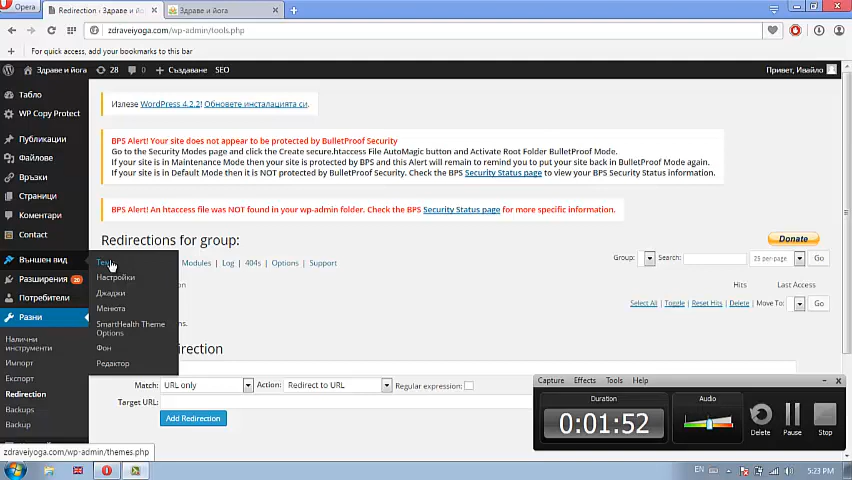 Opera
Redirection ‹ Здраве и йо
Здраве и йога
zdraveiyoga.com/wp-admin/tools.php
For quick access, add your bookmarks to this bar
Здраве и йога 28 0 + Създаване SEO
Привет, Ивайло
Табло
WP Copy Protect
Публикации
Файлове
Връзки
Страници
Коментари
Contact
Външен вид
Разширения 20
Потребители
Разни
Налични инструменти
Импорт
Експорт
Redirection
Backups
Backup
Настройки
Джаджи
Менюта
SmartHealth Theme
Options
Фон
Редактор
Излезе WordPress 4.2.2! Обновете инсталацията си.
BPS Alert! Your site does not appear to be protected by BulletProof Security
Go to the Security Modes page and click the Create secure.htaccess File AutoMagic button and Activate Root Folder BulletProof Mode.
If your site is in Maintenance Mode then your site is protected by BPS and this Alert will remain to remind you to put your site back in BulletProof Mode again.
If your site is in Default Mode then it is NOT protected by BulletProof Security. Check the BPS Security Status page to view your BPS Security Status information.
BPS Alert! An htaccess file was NOT found in your wp-admin folder. Check the BPS Security Status page for more specific information.
Redirections for group:
Donate
Modules | Log | 404s | Options | Support
Group: Search: 25 per-page Go
Hits Last Access
Select All | Toggle | Reset Hits | Delete | Move To: Go
Match: URL only Action: Redirect to URL Regular expression:
Target URL:
Add Redirection
Capture Effects Tools Help
Duration
0:01:52
Audio
Delete Pause Stop
zdraveiyoga.com/wp-admin/themes.php
EN 5:23 PM